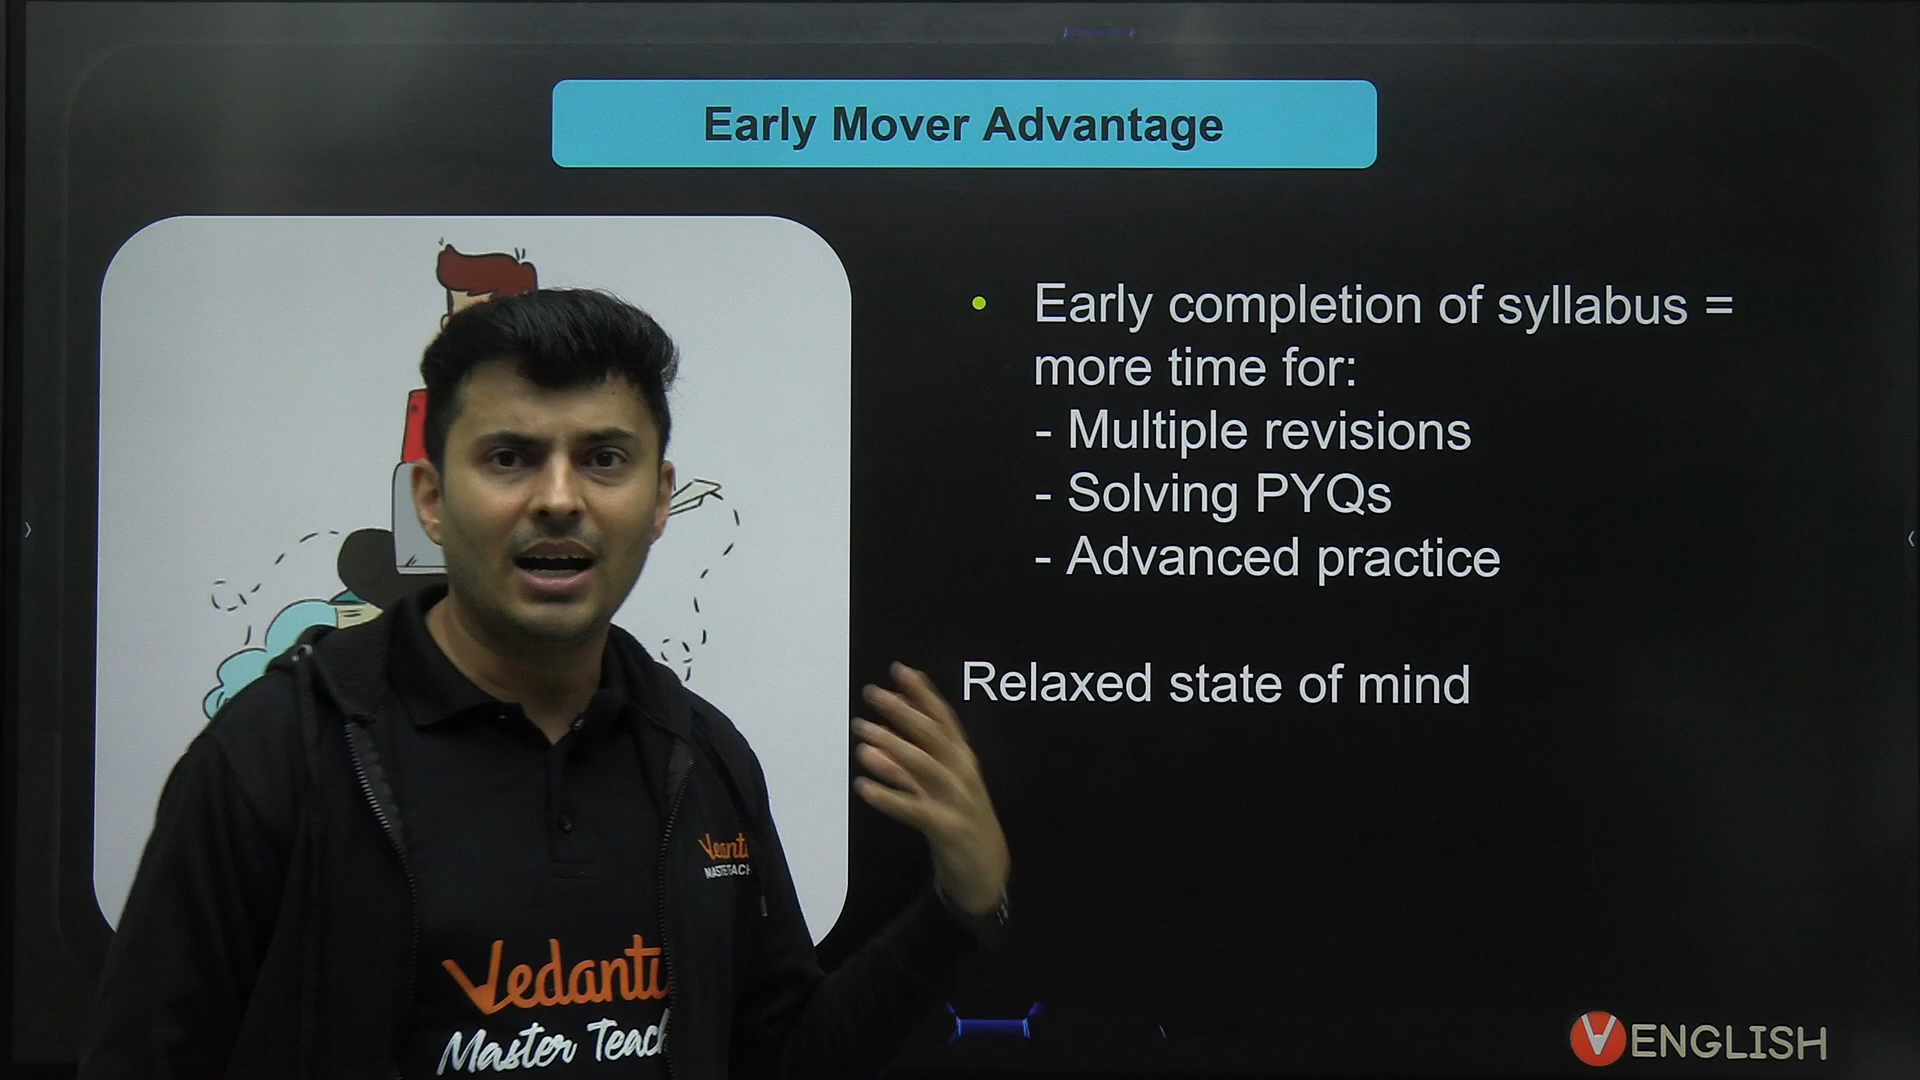 Early Mover Advantage
• Early completion of syllabus =
more time for:
- Multiple revisions
- Solving PYQs
- Advanced practice
Relaxed state of mind
Vedantu
Master Teach
V ENGLISH